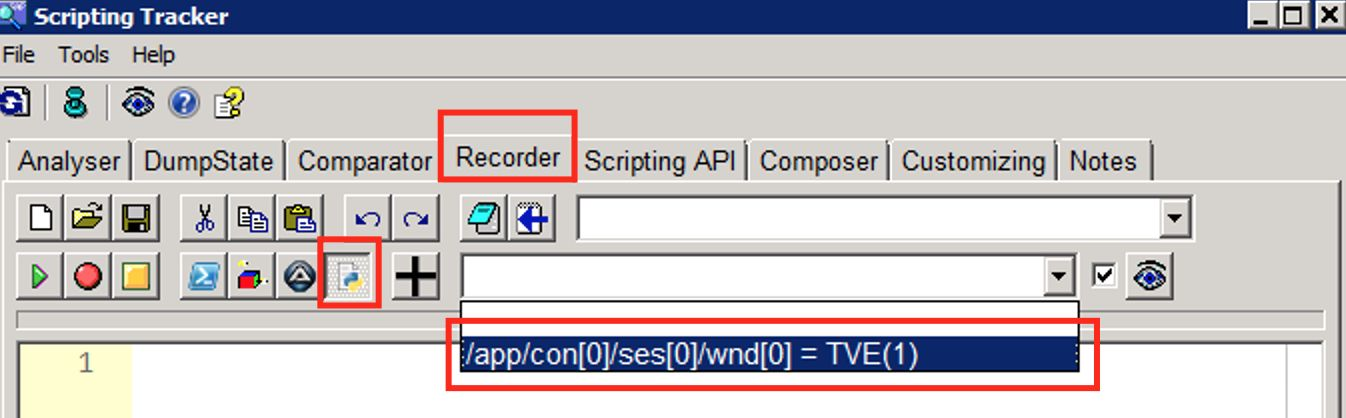 Scripting Tracker
File Tools Help
Analyser DumpState Comparator Recorder Scripting API Composer Customizing Notes
/app/con[0]/ses[0]/wnd[0] = TVE(1)
1